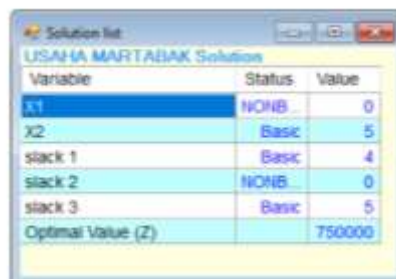 Solution list
USAHA MARTABAK Solution
Variable Status Value
X1 NONB... 0
X2 Basic 5
slack 1 Basic 4
slack 2 NONB... 0
slack 3 Basic 5
Optimal Value (Z) 750000